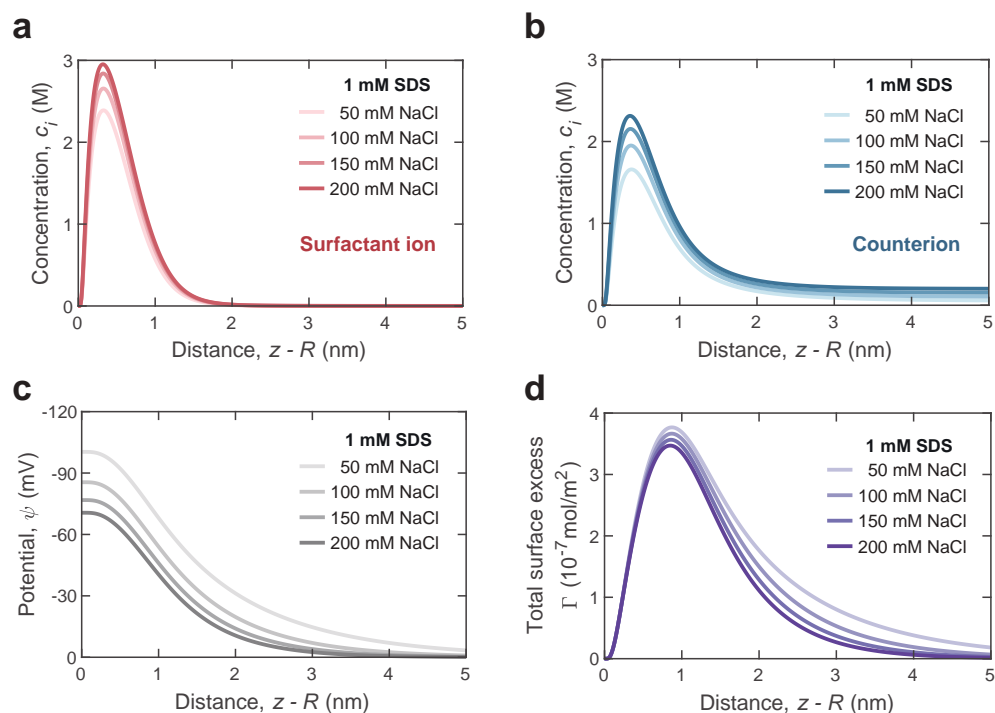 a
Concentration, c_i (M)
3
2
1
0
1 mM SDS
50 mM NaCl
100 mM NaCl
150 mM NaCl
200 mM NaCl
Surfactant ion
0 1 2 3 4 5
Distance, z - R (nm)
b
Concentration, c_i (M)
3
2
1
0
1 mM SDS
50 mM NaCl
100 mM NaCl
150 mM NaCl
200 mM NaCl
Counterion
0 1 2 3 4 5
Distance, z - R (nm)
c
Potential, ψ (mV)
-120
-90
-60
-30
0
1 mM SDS
50 mM NaCl
100 mM NaCl
150 mM NaCl
200 mM NaCl
0 1 2 3 4 5
Distance, z - R (nm)
d
Total surface excess
Γ (10⁻⁷ mol/m²)
4
3
2
1
0
1 mM SDS
50 mM NaCl
100 mM NaCl
150 mM NaCl
200 mM NaCl
0 1 2 3 4 5
Distance, z - R (nm)